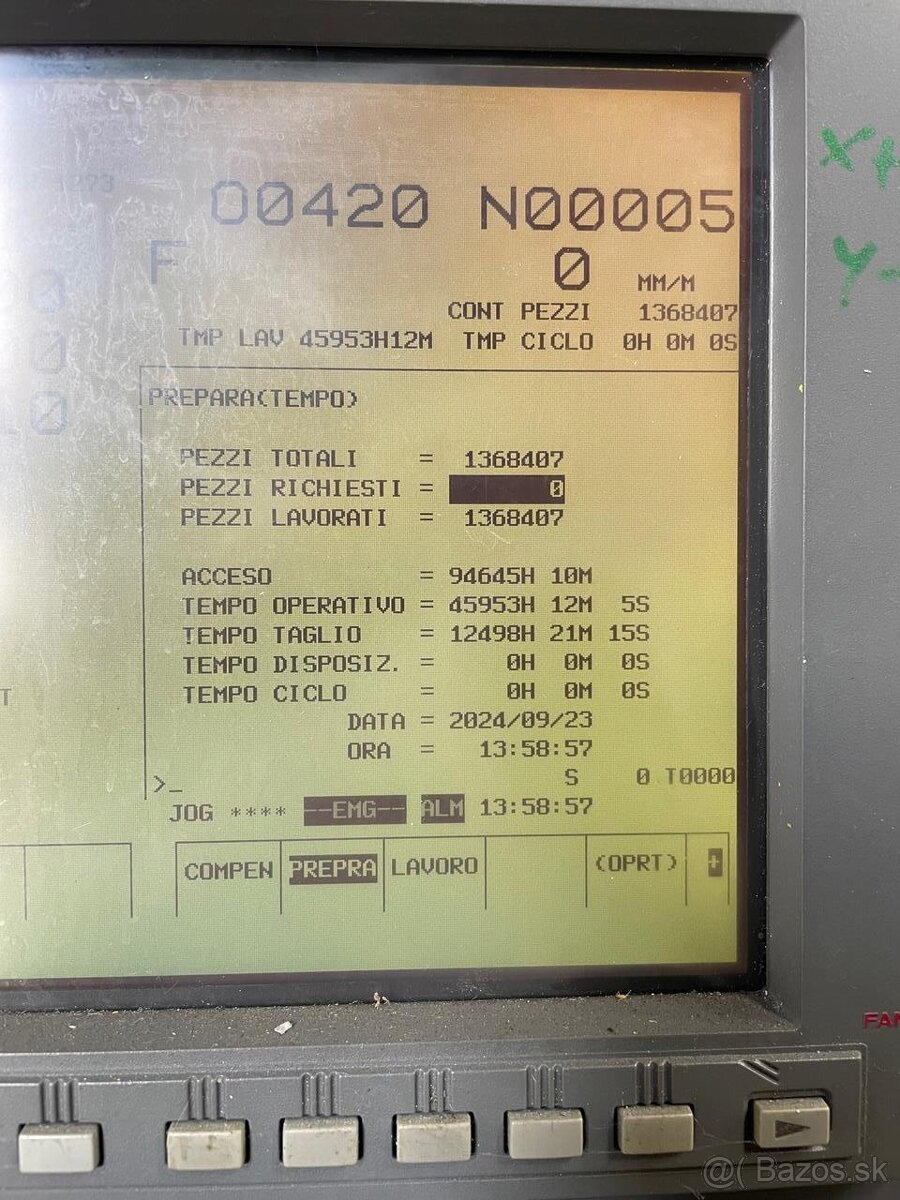 O0420 N00005
F 0 MM/M
CONT PEZZI 1368407
TMP LAV 45953H12M TMP CICLO 0H 0M 0S
PREPARA(TEMPO)
PEZZI TOTALI = 1368407
PEZZI RICHIESTI = 0
PEZZI LAVORATI = 1368407
ACCESO = 94645H 10M
TEMPO OPERATIVO = 45953H 12M 5S
TEMPO TAGLIO = 12498H 21M 15S
TEMPO DISPOSIZ. = 0H 0M 0S
TEMPO CICLO = 0H 0M 0S
DATA = 2024/09/23
ORA = 13:58:57
>_ S 0 T0000
JOG **** --EMG-- ALM 13:58:57
COMPEN PREPRA LAVORO (OPRT) +
X+
Y-
Bazos.sk